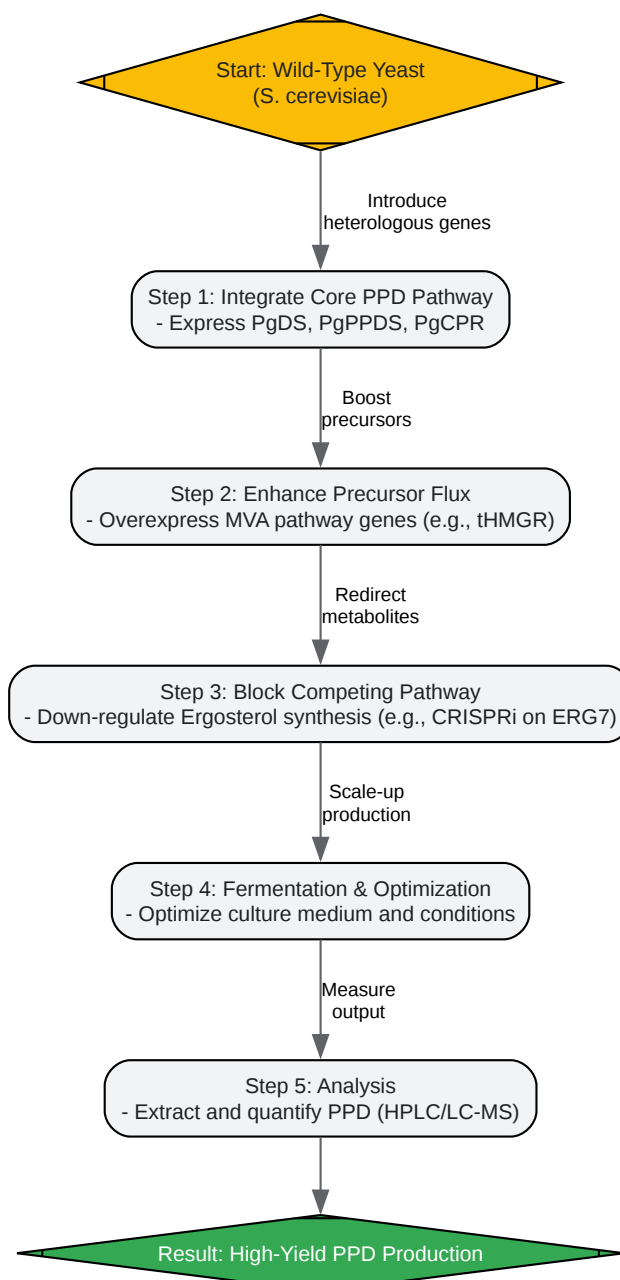 Start: Wild-Type Yeast
(S. cerevisiae)
Introduce
heterologous genes
Step 1: Integrate Core PPD Pathway
- Express PgDS, PgPPDS, PgCPR
Boost
precursors
Step 2: Enhance Precursor Flux
- Overexpress MVA pathway genes (e.g., tHMGR)
Redirect
metabolites
Step 3: Block Competing Pathway
- Down-regulate Ergosterol synthesis (e.g., CRISPRi on ERG7)
Scale-up
production
Step 4: Fermentation & Optimization
- Optimize culture medium and conditions
Measure
output
Step 5: Analysis
- Extract and quantify PPD (HPLC/LC-MS)
Result: High-Yield PPD Production